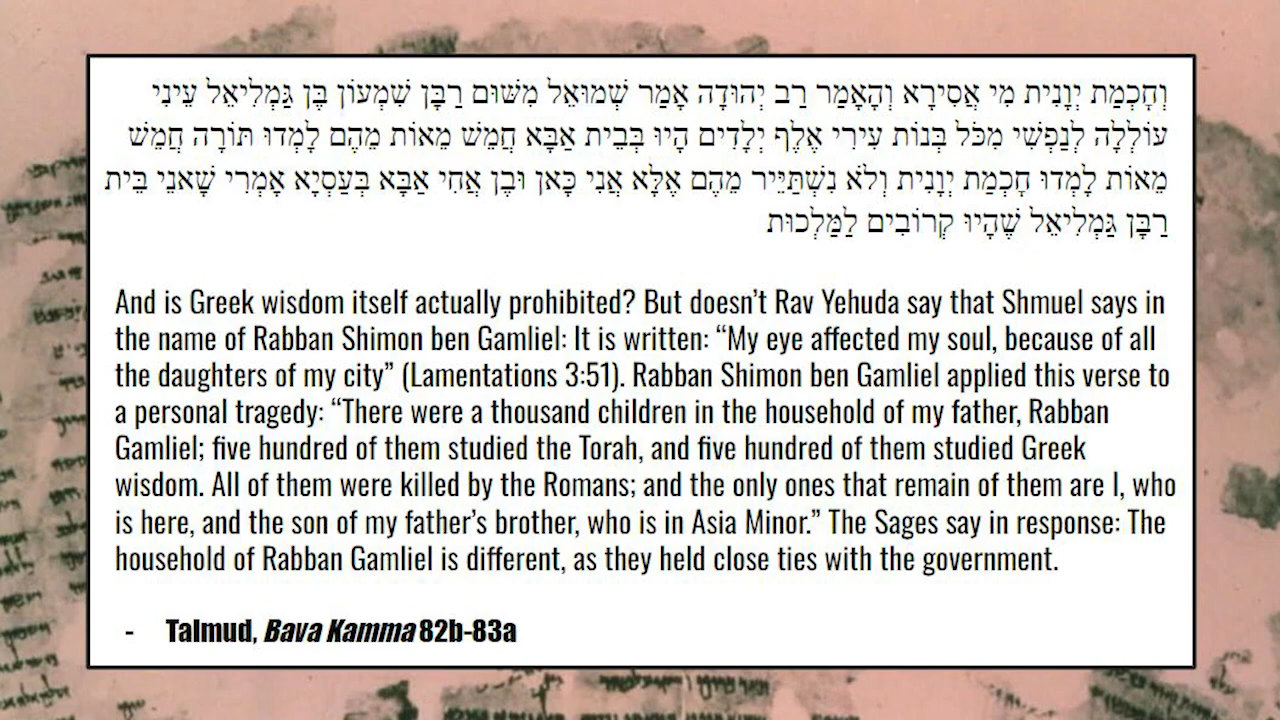 וְחׇכְמַת יְוָנִית מִי אֲסִירָא וְהָאָמַר רַב יְהוּדָה אָמַר שְׁמוּאֵל מִשּׁוּם רַבָּן שִׁמְעוֹן בֶּן גַּמְלִיאֵל עֵינִי
עוֹלְלָה לְנַפְשִׁי מִכֹּל בְּנוֹת עִירִי אֶלֶף יְלָדִים הָיוּ בְּבֵית אַבָּא חֲמֵשׁ מֵאוֹת מֵהֶם לָמְדוּ תּוֹרָה חֲמֵשׁ
מֵאוֹת לָמְדוּ חׇכְמַת יְוָנִית וְלֹא נִשְׁתַּיֵּיר מֵהֶם אֶלָּא אֲנִי כָּאן וּבֶן אֲחִי אַבָּא בְּעַסְיָא אָמְרִי שָׁאנֵי בֵּית
רַבָּן גַּמְלִיאֵל שֶׁהָיוּ קְרוֹבִים לַמַּלְכוּת
And is Greek wisdom itself actually prohibited? But doesn't Rav Yehuda say that Shmuel says in
the name of Rabban Shimon ben Gamliel: It is written: “My eye affected my soul, because of all
the daughters of my city” (Lamentations 3:51). Rabban Shimon ben Gamliel applied this verse to
a personal tragedy: “There were a thousand children in the household of my father, Rabban
Gamliel; five hundred of them studied the Torah, and five hundred of them studied Greek
wisdom. All of them were killed by the Romans; and the only ones that remain of them are I, who
is here, and the son of my father’s brother, who is in Asia Minor.” The Sages say in response: The
household of Rabban Gamliel is different, as they held close ties with the government.
- Talmud, Bava Kamma 82b-83a